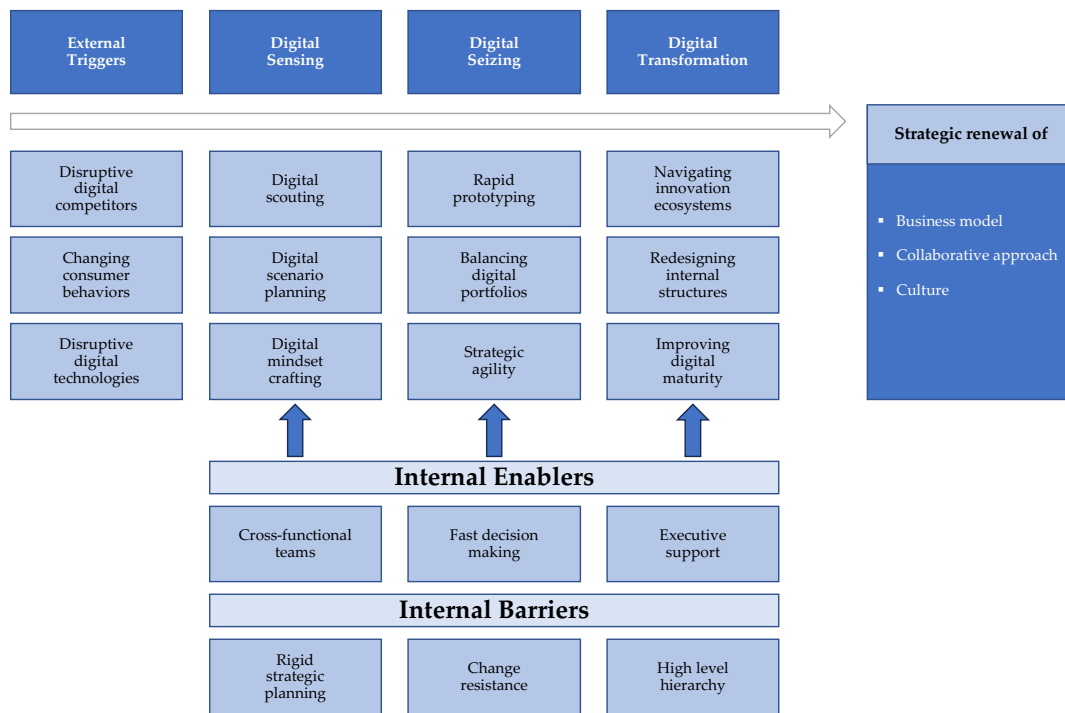 External
Triggers
Digital
Sensing
Digital
Seizing
Digital
Transformation
Strategic renewal of
Disruptive
digital
competitors
Digital
scouting
Rapid
prototyping
Navigating
innovation
ecosystems
▪ Business model
▪ Collaborative approach
▪ Culture
Changing
consumer
behaviors
Digital
scenario
planning
Balancing
digital
portfolios
Redesigning
internal
structures
Disruptive
digital
technologies
Digital
mindset
crafting
Strategic
agility
Improving
digital
maturity
Internal Enablers
Cross-functional
teams
Fast decision
making
Executive
support
Internal Barriers
Rigid
strategic
planning
Change
resistance
High level
hierarchy